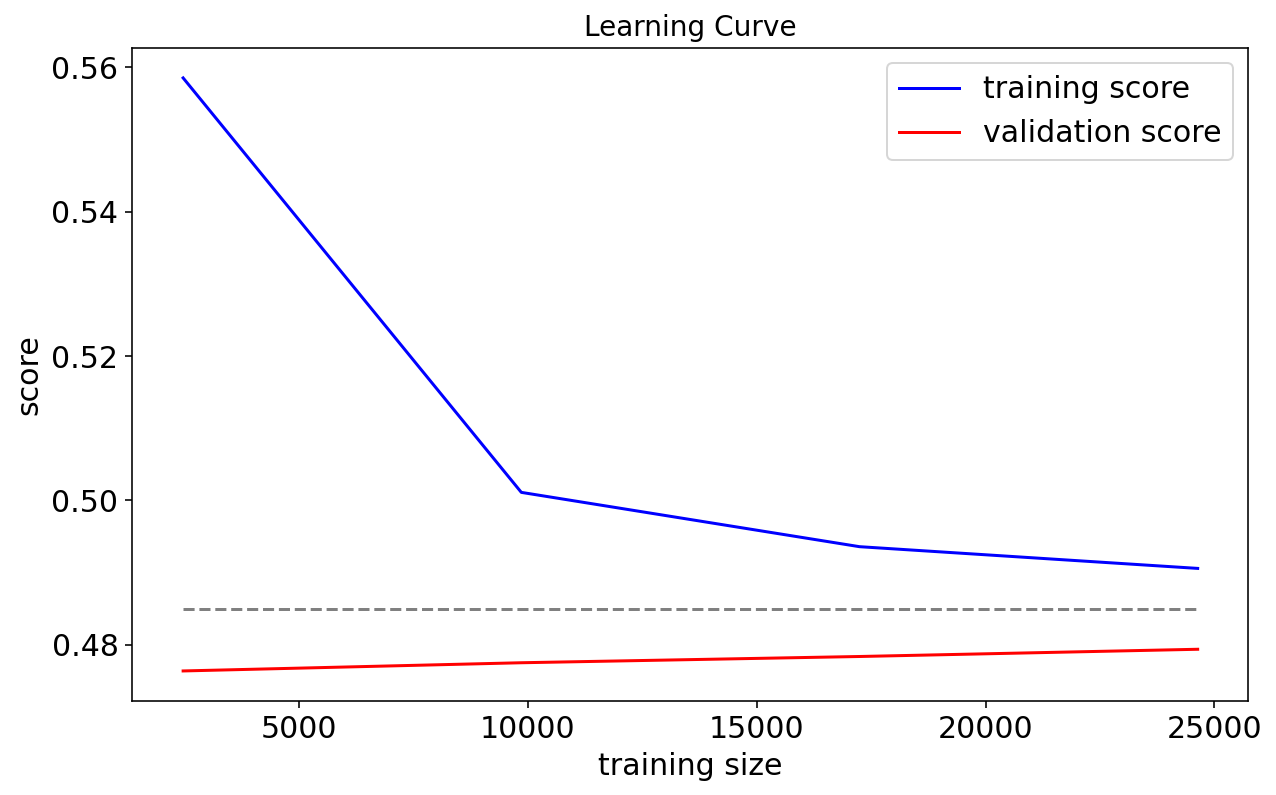 Learning Curve
training score
validation score
score
0.56
0.54
0.52
0.50
0.48
5000
10000
15000
20000
25000
training size